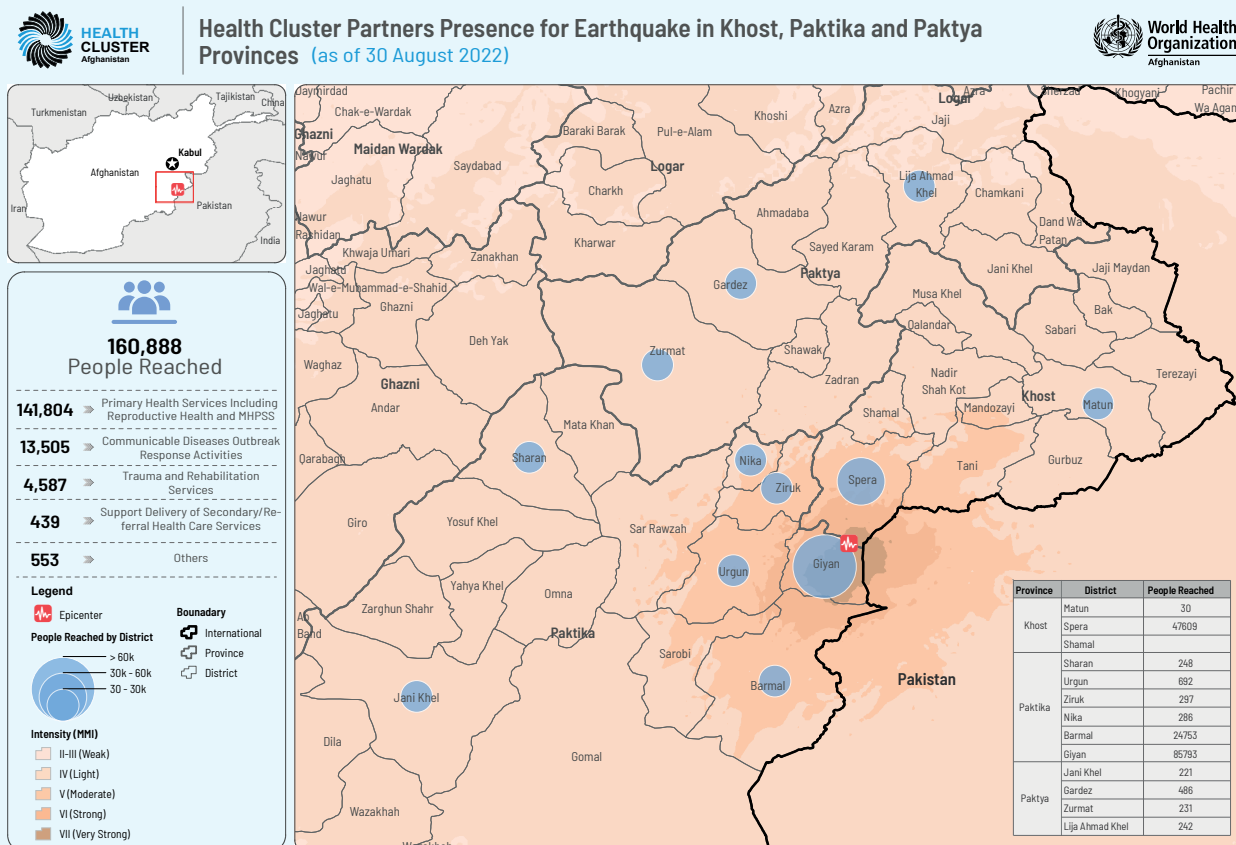 HEALTH
CLUSTER
Afghanistan
Health Cluster Partners Presence for Earthquake in Khost, Paktika and Paktya
Provinces (as of 30 August 2022)
World Health
Organization
Afghanistan
Uzbekistan
Tajikistan
China
Turkmenistan
Kabul
Afghanistan
Iran
Pakistan
India
160,888
People Reached
141,804
Primary Health Services Including
Reproductive Health and MHPSS
13,505
Communicable Diseases Outbreak
Response Activities
4,587
Trauma and Rehabilitation
Services
439
Support Delivery of Secondary/Re-
ferral Health Care Services
553
Others
Legend
Epicenter
People Reached by District
> 60k
30k - 60k
30 - 30k
Boundary
International
Province
District
Intensity (MMI)
II-III (Weak)
IV (Light)
V (Moderate)
VI (Strong)
VII (Very Strong)
Jaymirdad
Chak-e-Wardak
Ghazni
Nawur
Maidan Wardak
Jaghatu
Saydabad
Nawur
Rashidan
Khwaja Umari
Zanakhan
Jaghatu
Wal-e-Muhammad-e-Shahid
Ghazni
Jaghatu
Baraki Barak
Pul-e-Alam
Khoshi
Azra
Logar
Azra
Sherzad
Khogyani
Pachir
Wa Agam
Jaji
Logar
Charkh
Kharwar
Ahmadaba
Lija Ahmad
Khel
Chamkani
Dand Wa
Patan
Sayed Karam
Paktya
Gardez
Jani Khel
Jaji Maydan
Musa Khel
Bak
Qalandar
Sabari
Waghaz
Deh Yak
Zurmat
Shawak
Zadran
Nadir
Shah Kot
Terezayi
Ghazni
Andar
Mata Khan
Shamal
Mandozayi
Khost
Matun
Qarabaqh
Sharan
Nika
Ziruk
Spera
Tani
Gurbuz
Giro
Yosuf Khel
Sar Rawzah
Urgun
Giyan
Yahya Khel
Omna
Zarghun Shahr
Ab
Band
Paktika
Sarobi
Barmal
Pakistan
Jani Khel
Dila
Gomal
Wazakhah
Province District People Reached
Khost
Matun 30
Spera 47609
Shamal
Paktika
Sharan 248
Urgun 692
Ziruk 297
Nika 286
Barmal 24753
Giyan 85793
Paktya
Jani Khel 221
Gardez 486
Zurmat 231
Lija Ahmad Khel 242